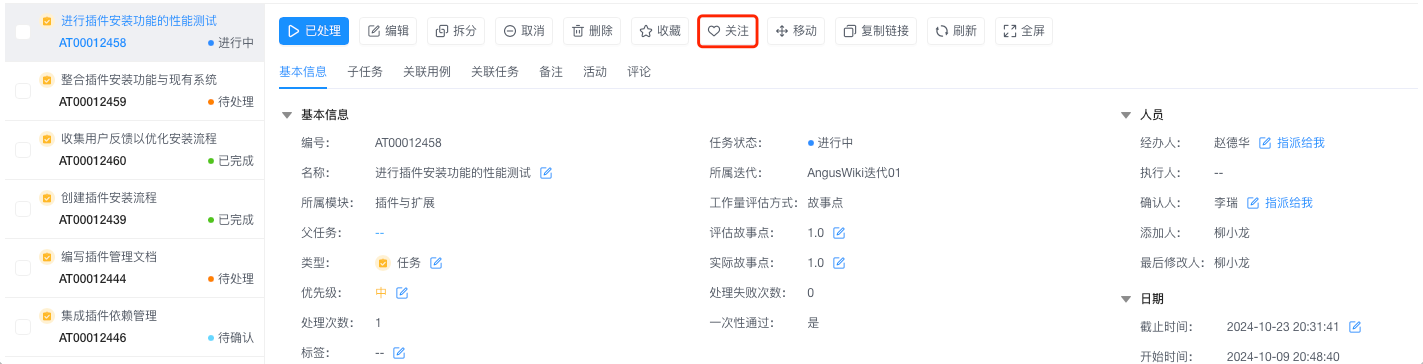 进行插件安装功能的性能测试
AT00012458 进行中
整合插件安装功能与现有系统
AT00012459 待处理
收集用户反馈以优化安装流程
AT00012460 已完成
创建插件安装流程
AT00012439 已完成
编写插件管理文档
AT00012444 待处理
集成插件依赖管理
AT00012446 待确认
已处理 编辑 拆分 取消 删除 收藏 关注 移动 复制链接 刷新 全屏
基本信息 子任务 关联用例 关联任务 备注 活动 评论
基本信息
编号: AT00012458 任务状态: 进行中
名称: 进行插件安装功能的性能测试 所属迭代: AngusWiki迭代01
所属模块: 插件与扩展 工作量评估方式: 故事点
父任务: -- 评估故事点: 1.0
类型: 任务 实际故事点: 1.0
优先级: 中 处理失败次数: 0
处理次数: 1 一次性通过: 是
标签: --
人员
经办人: 赵德华 指派给我
执行人: --
确认人: 李瑞 指派给我
添加人: 柳小龙
最后修改人: 柳小龙
日期
截止时间: 2024-10-23 20:31:41
开始时间: 2024-10-09 20:48:40